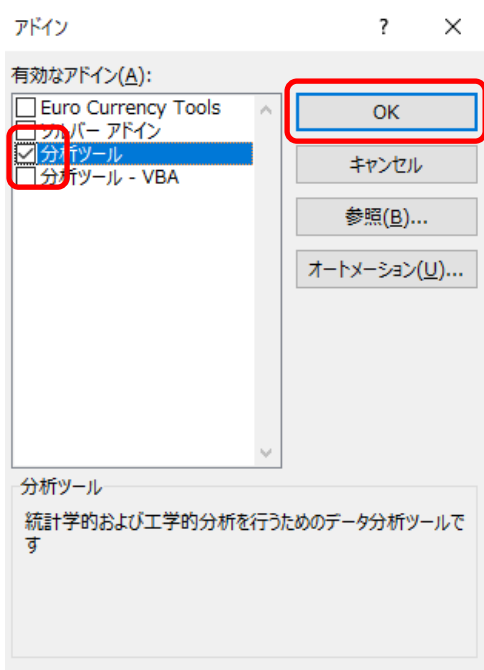 アドイン ? ×
有効なアドイン(A):
Euro Currency Tools
ソルバー アドイン
分析ツール
分析ツール - VBA
OK
キャンセル
参照(B)...
オートメーション(U)...
分析ツール
統計学的および工学的分析を行うためのデータ分析ツールで
す